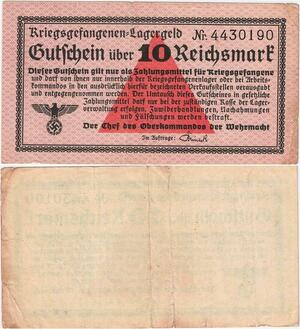 Kriegsgefangenen-Lagergeld Nr. 4430190
Gutschein über 10 Reichsmark
Dieser Gutschein gilt nur als Zahlungsmittel für Kriegsgefangene
und darf von ihnen nur innerhalb der Kriegsgefangenenlager oder bei Arbeits-
kommandos in den ausdrücklich hierfür bezeichneten Verkaufsstellen verausgabt
und entgegengenommen werden. Der Umtausch dieses Gutscheines in gesetzliche
Zahlungsmittel darf nur bei der zuständigen Kasse der Lager-
verwaltung erfolgen. Zuwiderhandlungen, Nachahmungen
und Fälschungen werden bestraft.
Der Chef des Oberkommandos der Wehrmacht
Im Auftrage: